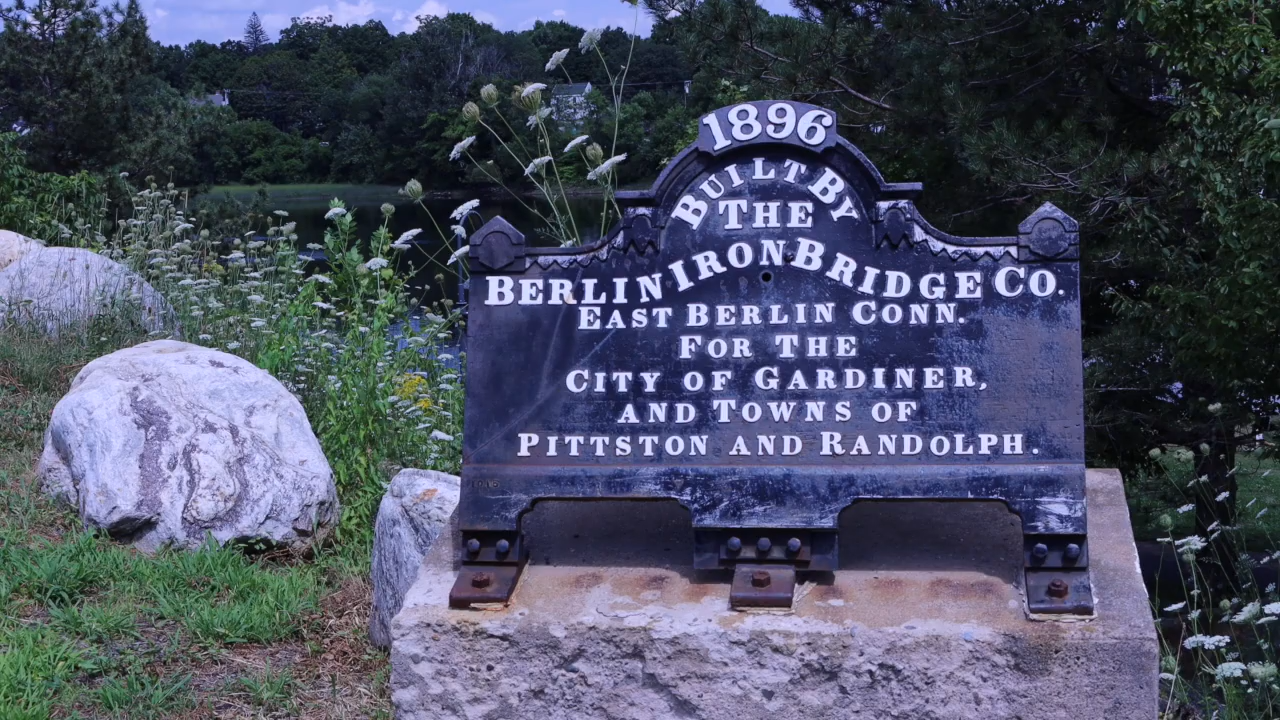 1896
BUILT BY
THE
BERLIN IRON BRIDGE CO.
EAST BERLIN CONN.
FOR THE
CITY OF GARDINER,
AND TOWNS OF
PITTSTON AND RANDOLPH.